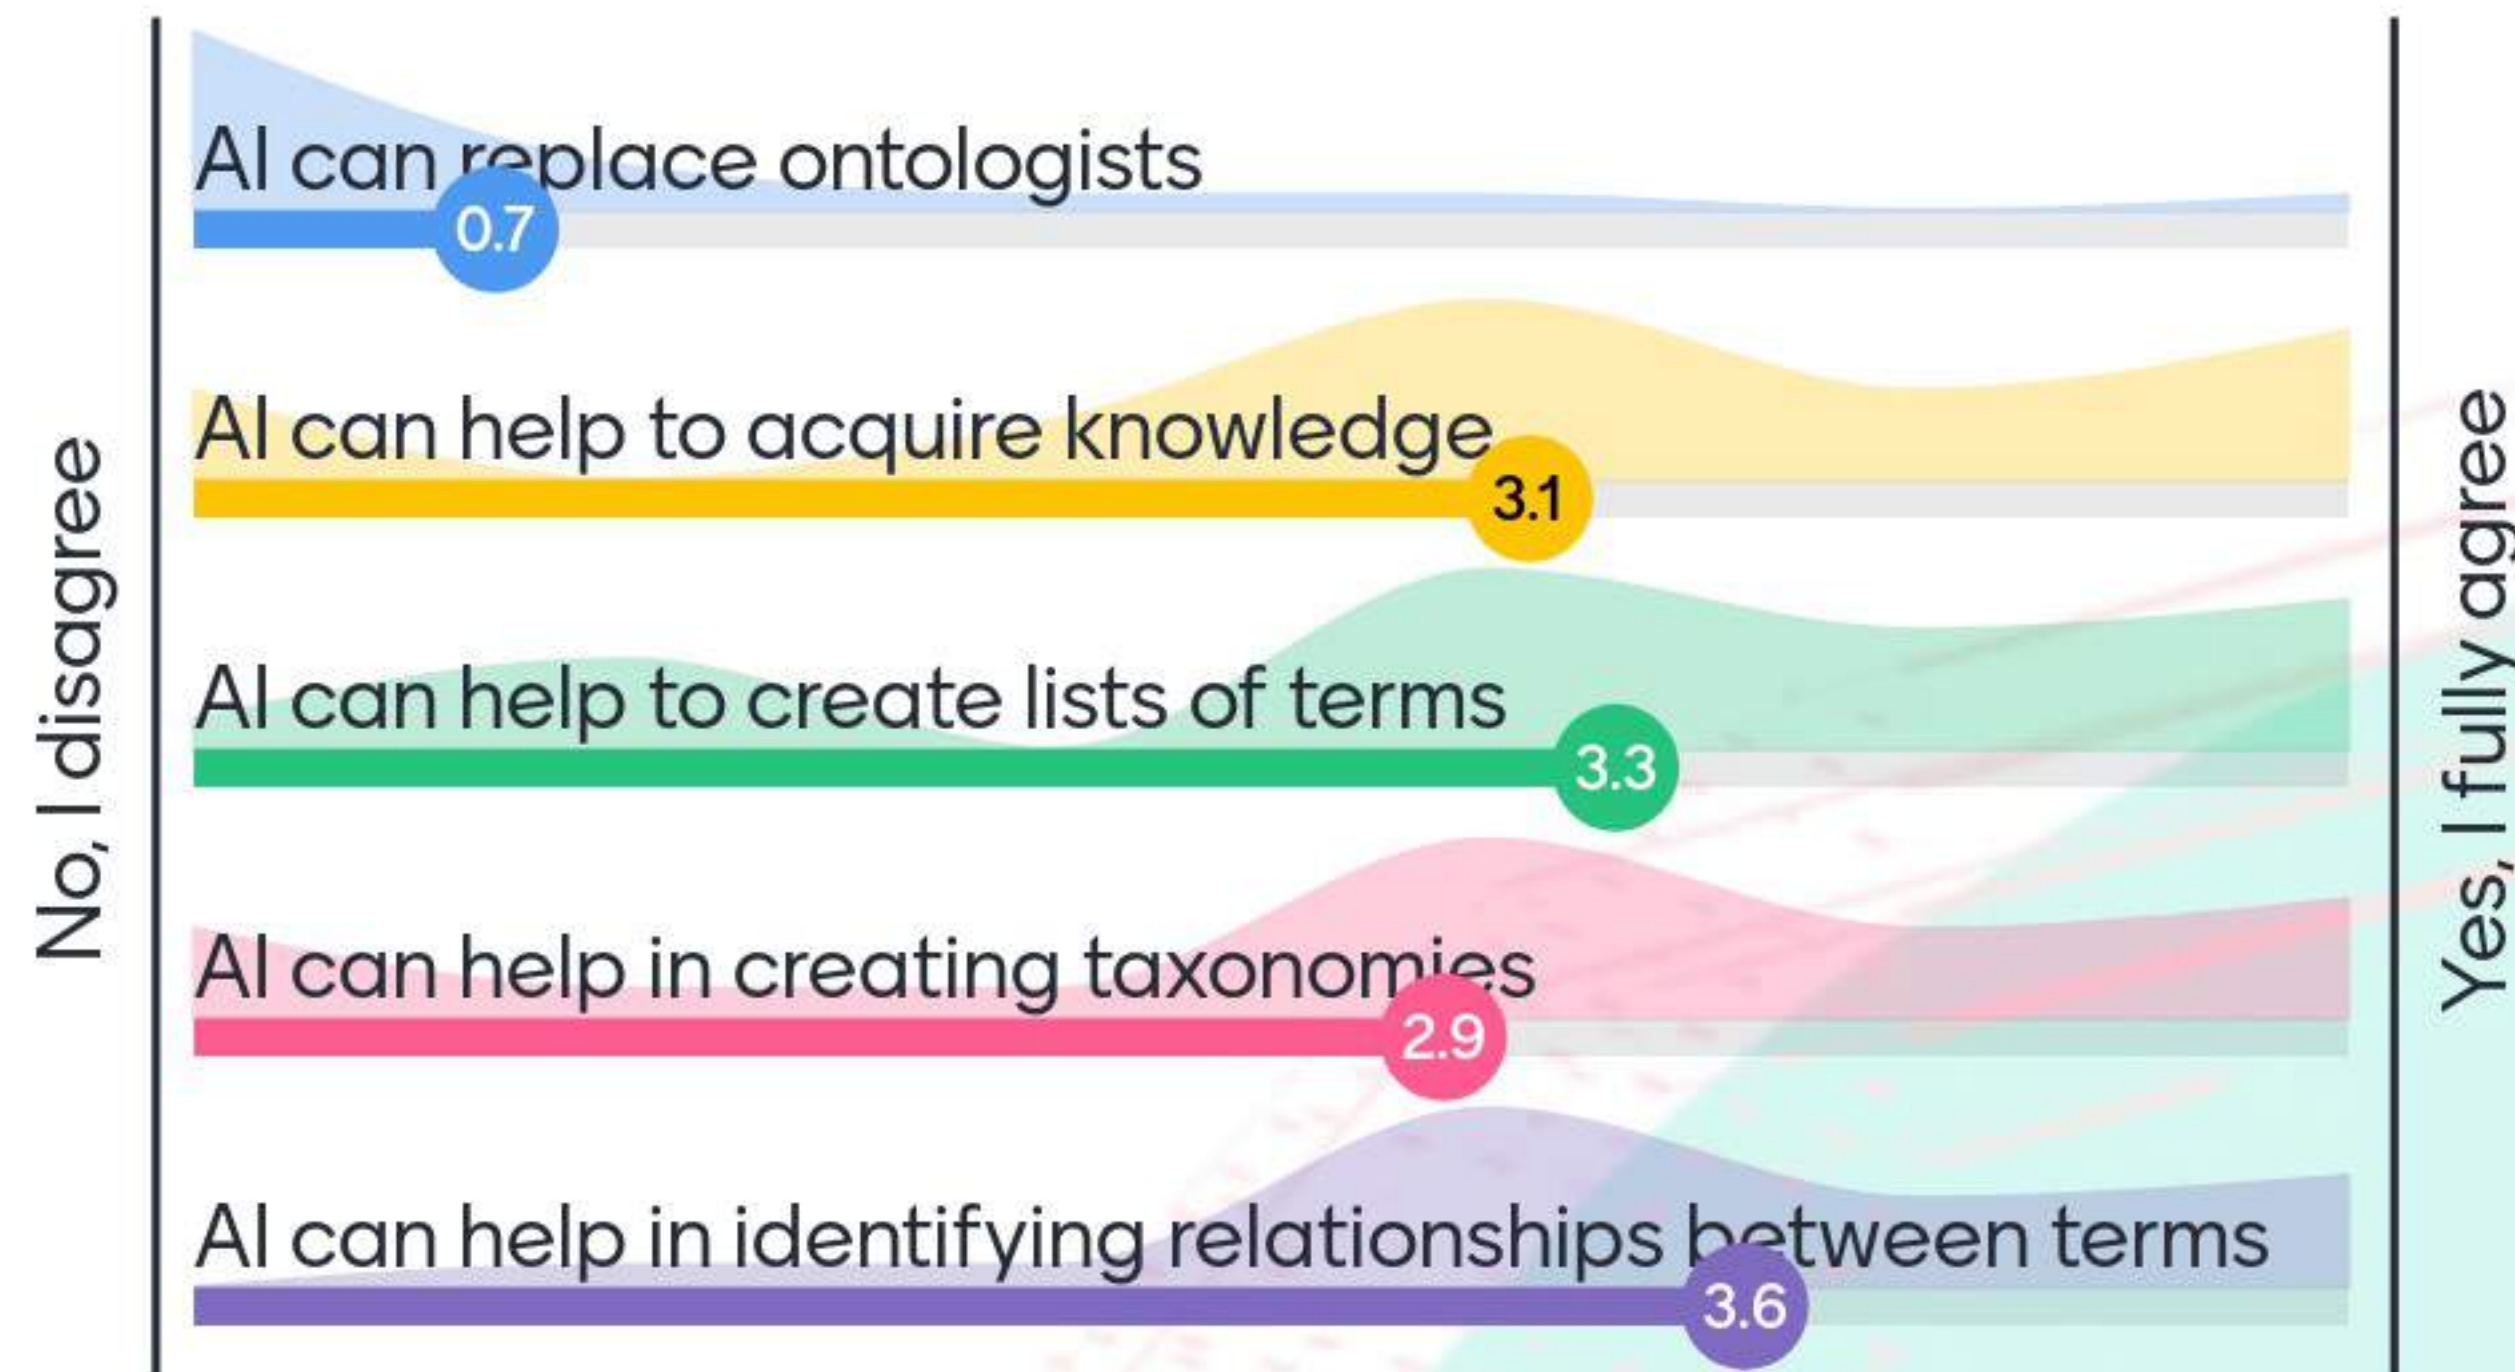 No, I disagree
AI can replace ontologists
0.7
AI can help to acquire knowledge
3.1
AI can help to create lists of terms
3.3
AI can help in creating taxonomies
2.9
AI can help in identifying relationships between terms
3.6
Yes, I fully agree